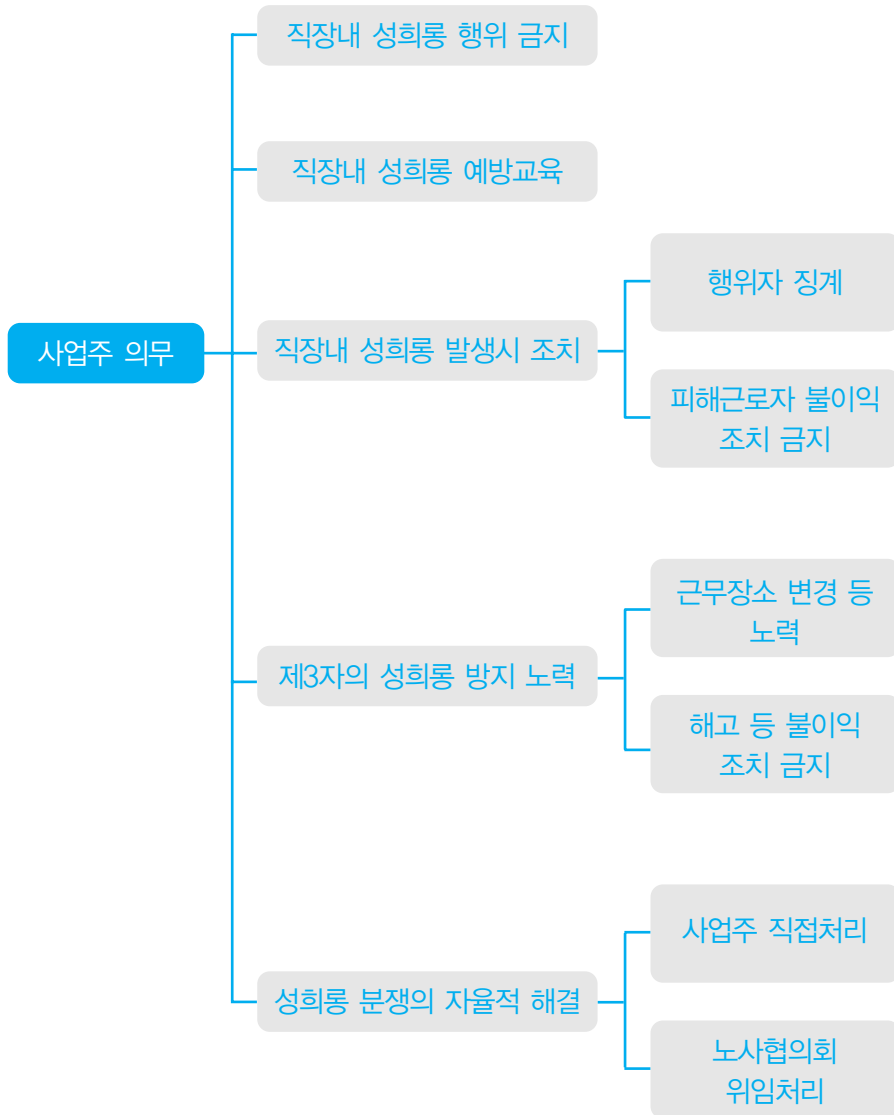 직장내 성희롱 행위 금지
직장내 성희롱 예방교육
행위자 징계
사업주 의무
직장내 성희롱 발생시 조치
피해근로자 불이익
조치 금지
근무장소 변경 등
노력
제3자의 성희롱 방지 노력
해고 등 불이익
조치 금지
사업주 직접처리
성희롱 분쟁의 자율적 해결
노사협의회
위임처리